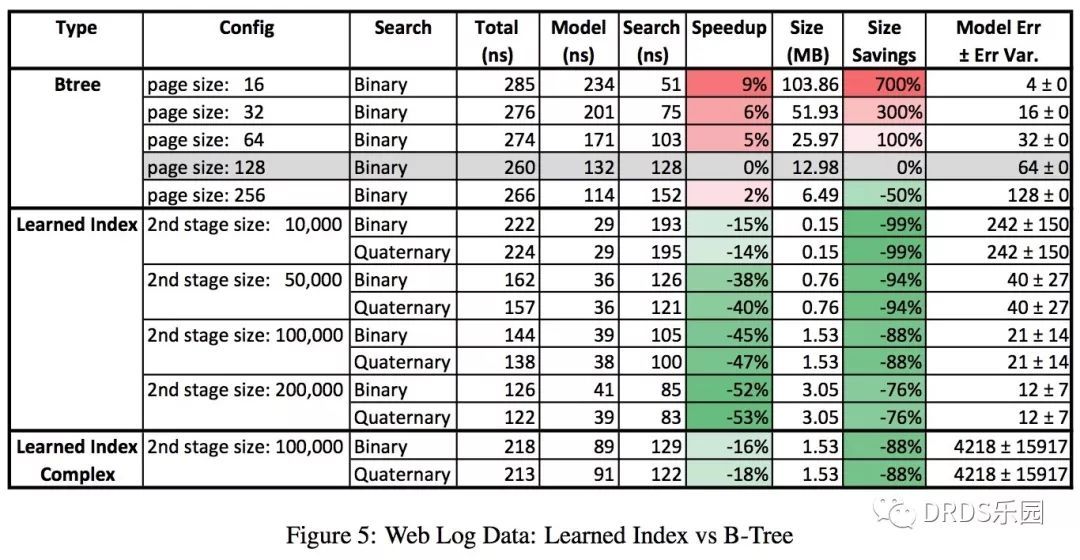 Type Config Search Total (ns) Model (ns) Search (ns) Speedup Size (MB) Size Savings Model Err ± Err Var.
Btree page size: 16 Binary 285 234 51 9% 103.86 700% 4 ± 0
page size: 32 Binary 276 201 75 6% 51.93 300% 16 ± 0
page size: 64 Binary 274 171 103 5% 25.97 100% 32 ± 0
page size: 128 Binary 260 132 128 0% 12.98 0% 64 ± 0
page size: 256 Binary 266 114 152 2% 6.49 -50% 128 ± 0
Learned Index 2nd stage size: 10,000 Binary 222 29 193 -15% 0.15 -99% 242 ± 150
Quaternary 224 29 195 -14% 0.15 -99% 242 ± 150
2nd stage size: 50,000 Binary 162 36 126 -38% 0.76 -94% 40 ± 27
Quaternary 157 36 121 -40% 0.76 -94% 40 ± 27
2nd stage size: 100,000 Binary 144 39 105 -45% 1.53 -88% 21 ± 14
Quaternary 138 38 100 -47% 1.53 -88% 21 ± 14
2nd stage size: 200,000 Binary 126 41 85 -52% 3.05 -76% 12 ± 7
Quaternary 122 39 83 -53% 3.05 -76% 12 ± 7
Learned Index Complex 2nd stage size: 100,000 Binary 218 89 129 -16% 1.53 -88% 4218 ± 15917
Quaternary 213 91 122 -18% 1.53 -88% 4218 ± 15917
DRDS乐园
Figure 5: Web Log Data: Learned Index vs B-Tree